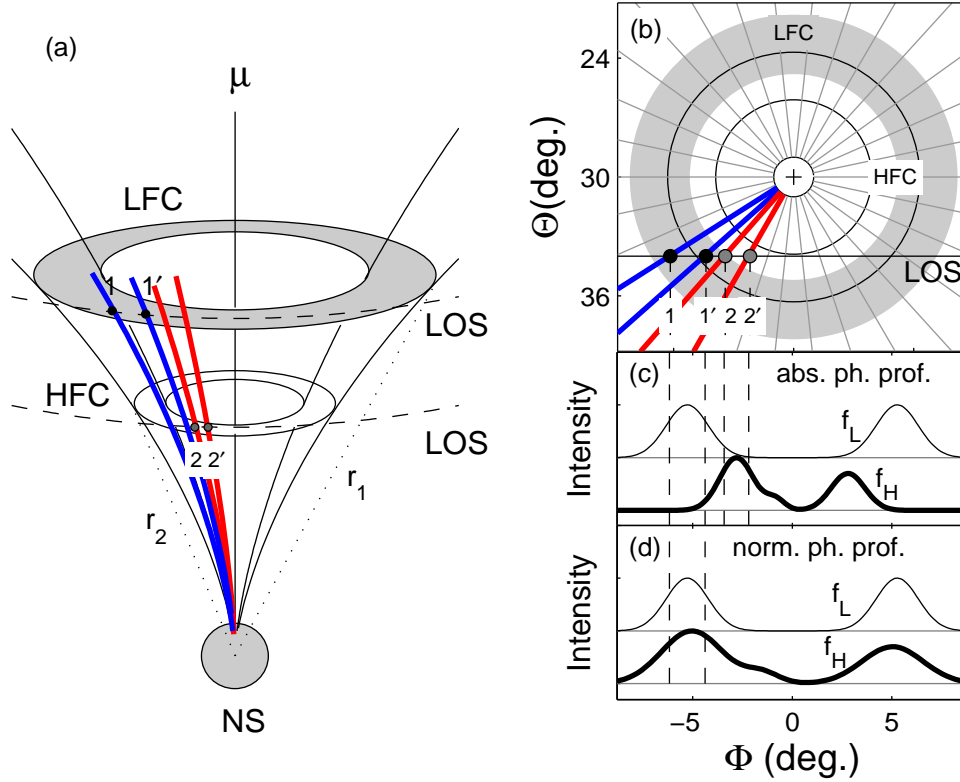 (a)
μ
LFC
1 1′
LOS
HFC
LOS
2 2′
r1
r2
NS
(b)
LFC
24
Θ(deg.)
30
HFC
LOS
36
1 1′ 2 2′
(c) abs. ph. prof.
Intensity
fL
fH
(d) norm. ph. prof.
Intensity
fL
fH
−5 0 5
Φ (deg.)